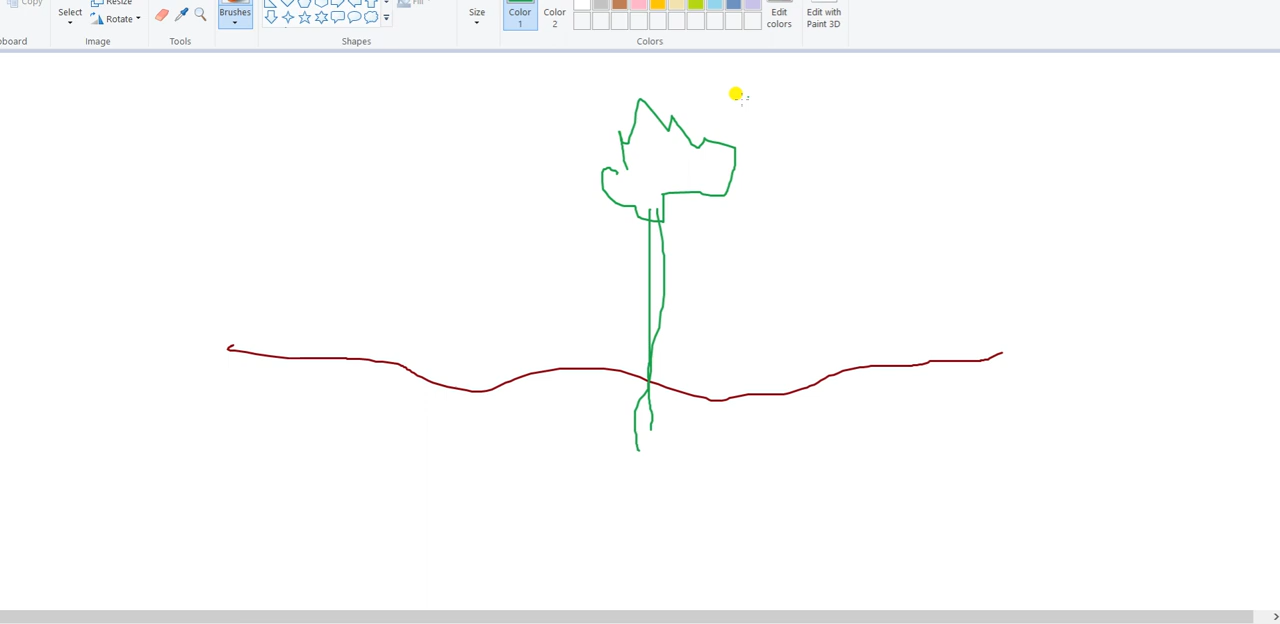 Copy
Select
Resize
Rotate
Brushes
Fill
Size
Color
1
Color
2
Edit
colors
Edit with
Paint 3D
board
Image
Tools
Shapes
Colors